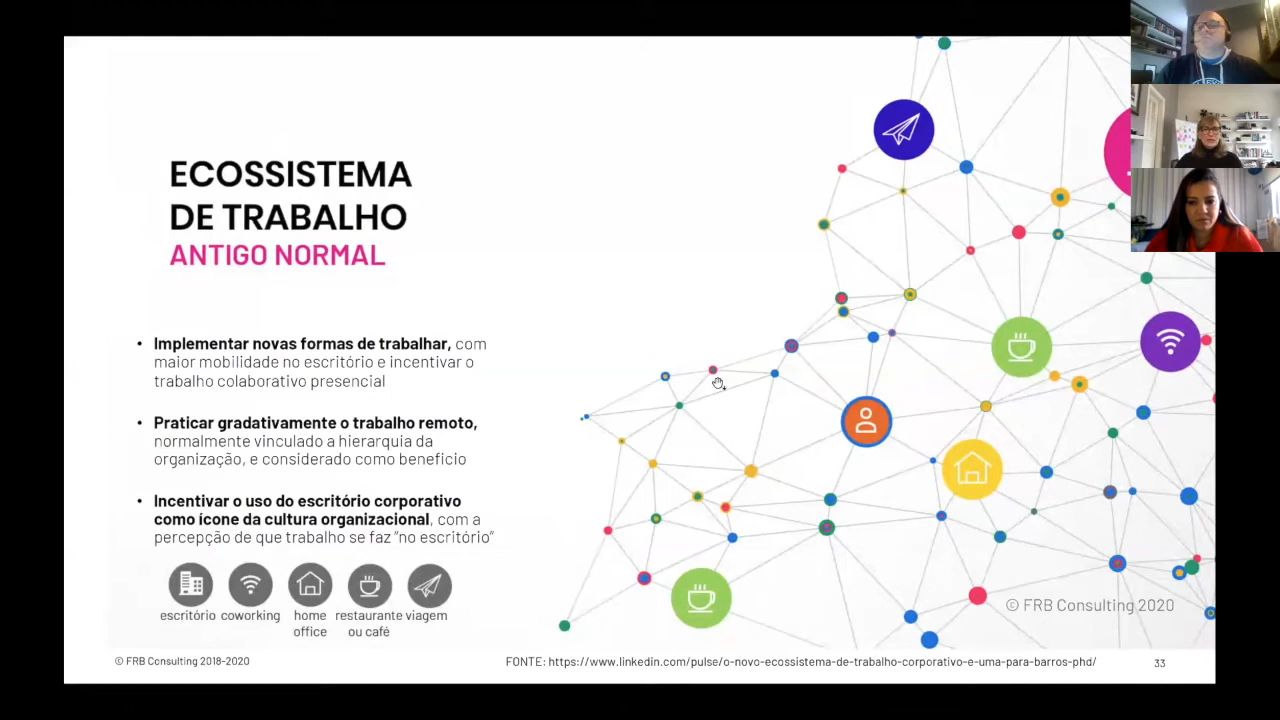 ECOSSISTEMA
DE TRABALHO
ANTIGO NORMAL
• Implementar novas formas de trabalhar, com
maior mobilidade no escritório e incentivar o
trabalho colaborativo presencial
• Praticar gradativamente o trabalho remoto,
normalmente vinculado a hierarquia da
organização, e considerado como benefício
• Incentivar o uso do escritório corporativo
como ícone da cultura organizacional, com a
percepção de que trabalho se faz "no escritório"
escritório coworking home office restaurante ou café viagem
© FRB Consulting 2020
© FRB Consulting 2018-2020
FONTE: https://www.linkedin.com/pulse/o-novo-ecossistema-de-trabalho-corporativo-e-uma-para-barros-phd/
33